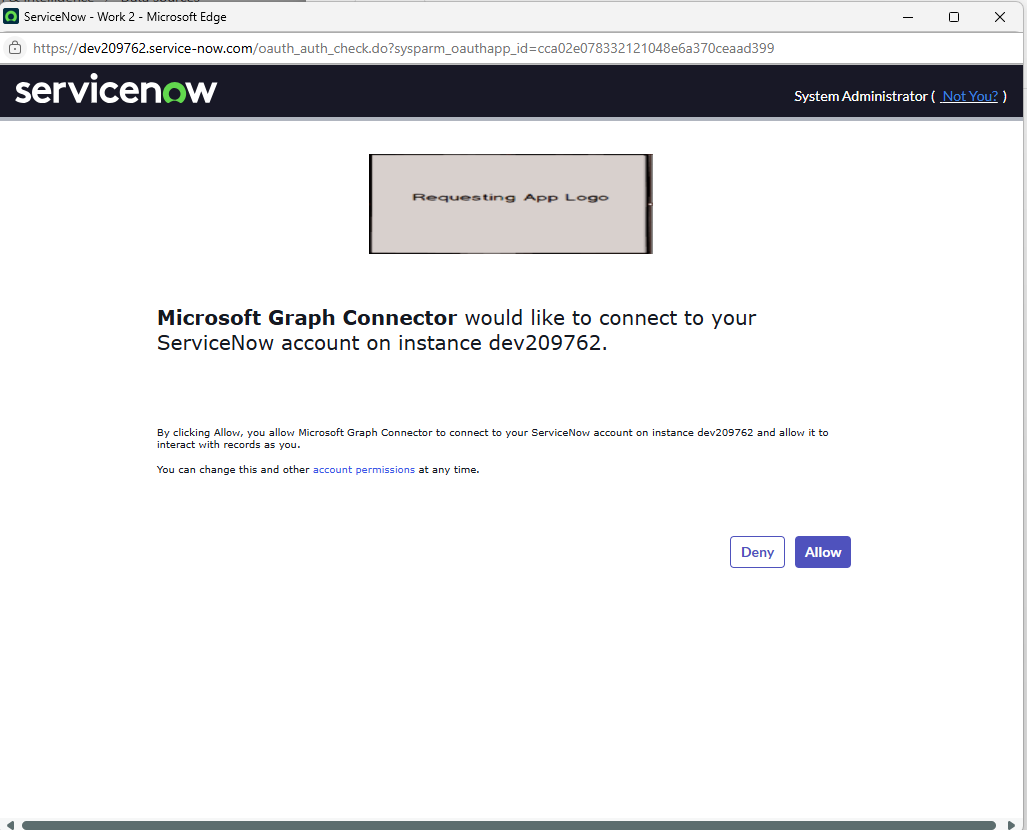 ServiceNow - Work 2 - Microsoft Edge
https://dev209762.service-now.com/oauth_auth_check.do?sysparm_oauthapp_id=cca02e078332121048e6a370ceaad399
servicenow
System Administrator ( Not You? )
Requesting App Logo
Microsoft Graph Connector would like to connect to your
ServiceNow account on instance dev209762.
By clicking Allow, you allow Microsoft Graph Connector to connect to your ServiceNow account on instance dev209762 and allow it to
interact with records as you.
You can change this and other account permissions at any time.
Deny
Allow